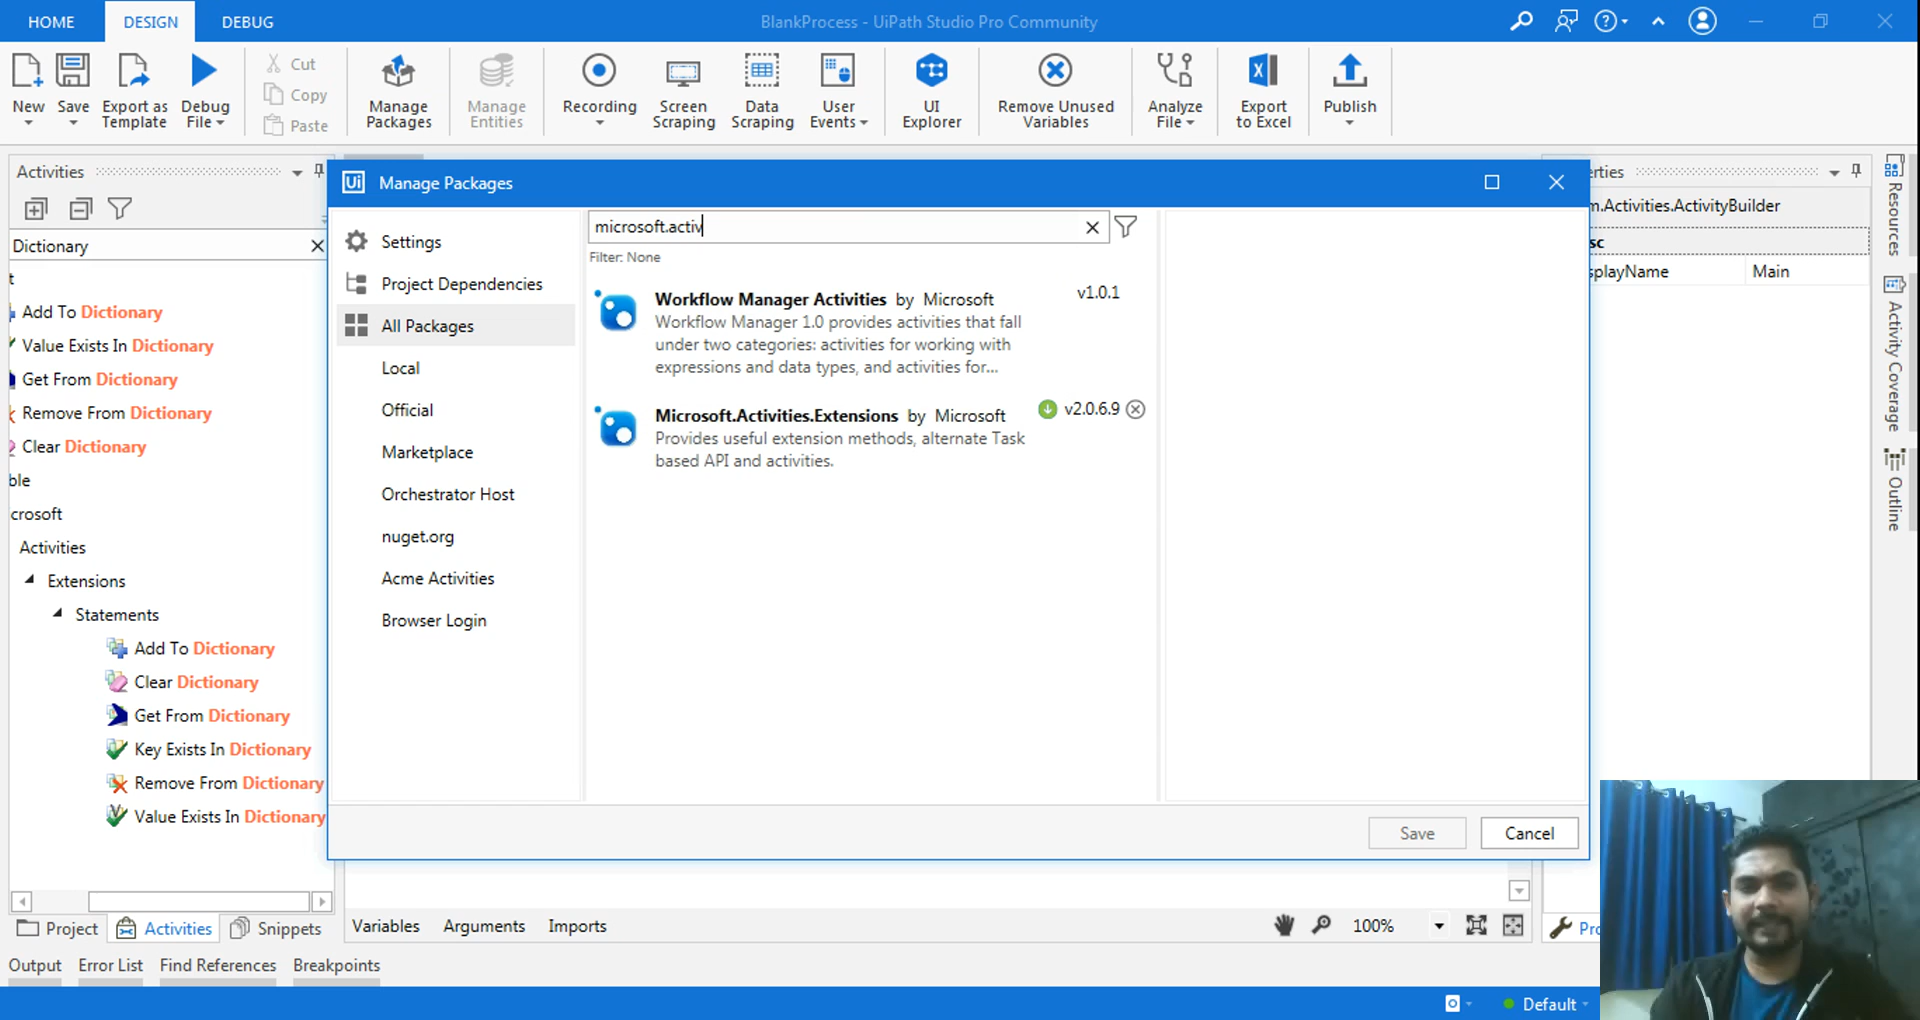 HOME
DESIGN
DEBUG
BlankProcess - UiPath Studio Pro Community
New
Save
Export as
Template
Debug
File
Cut
Copy
Paste
Manage
Packages
Manage
Entities
Recording
Screen
Scraping
Data
Scraping
User
Events
UI
Explorer
Remove Unused
Variables
Analyze
File
Export
to Excel
Publish
Activities
Dictionary
t
Add To Dictionary
Value Exists In Dictionary
Get From Dictionary
Remove From Dictionary
Clear Dictionary
ble
crosoft
Activities
Extensions
Statements
Add To Dictionary
Clear Dictionary
Get From Dictionary
Key Exists In Dictionary
Remove From Dictionary
Value Exists In Dictionary
Project
Activities
Snippets
Ui
Manage Packages
Settings
Project Dependencies
All Packages
Local
Official
Marketplace
Orchestrator Host
nuget.org
Acme Activities
Browser Login
microsoft.activ
Filter: None
Workflow Manager Activities by Microsoft
v1.0.1
Workflow Manager 1.0 provides activities that fall
under two categories: activities for working with
expressions and data types, and activities for...
Microsoft.Activities.Extensions by Microsoft
v2.0.6.9
Provides useful extension methods, alternate Task
based API and activities.
Save
Cancel
erties
m.Activities.ActivityBuilder
sc
splayName
Main
Resources
Activity Coverage
Outline
Variables
Arguments
Imports
100%
Pro
Output
Error List
Find References
Breakpoints
Default